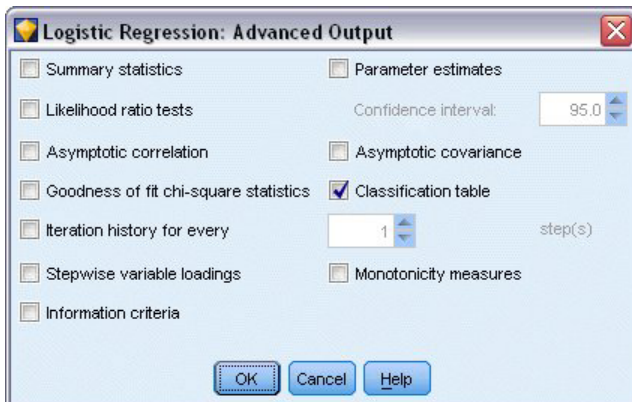 Logistic Regression: Advanced Output
Summary statistics
Parameter estimates
Likelihood ratio tests
Confidence interval: 95.0
Asymptotic correlation
Asymptotic covariance
Goodness of fit chi-square statistics
Classification table
Iteration history for every 1 step(s)
Stepwise variable loadings
Monotonicity measures
Information criteria
OK
Cancel
Help